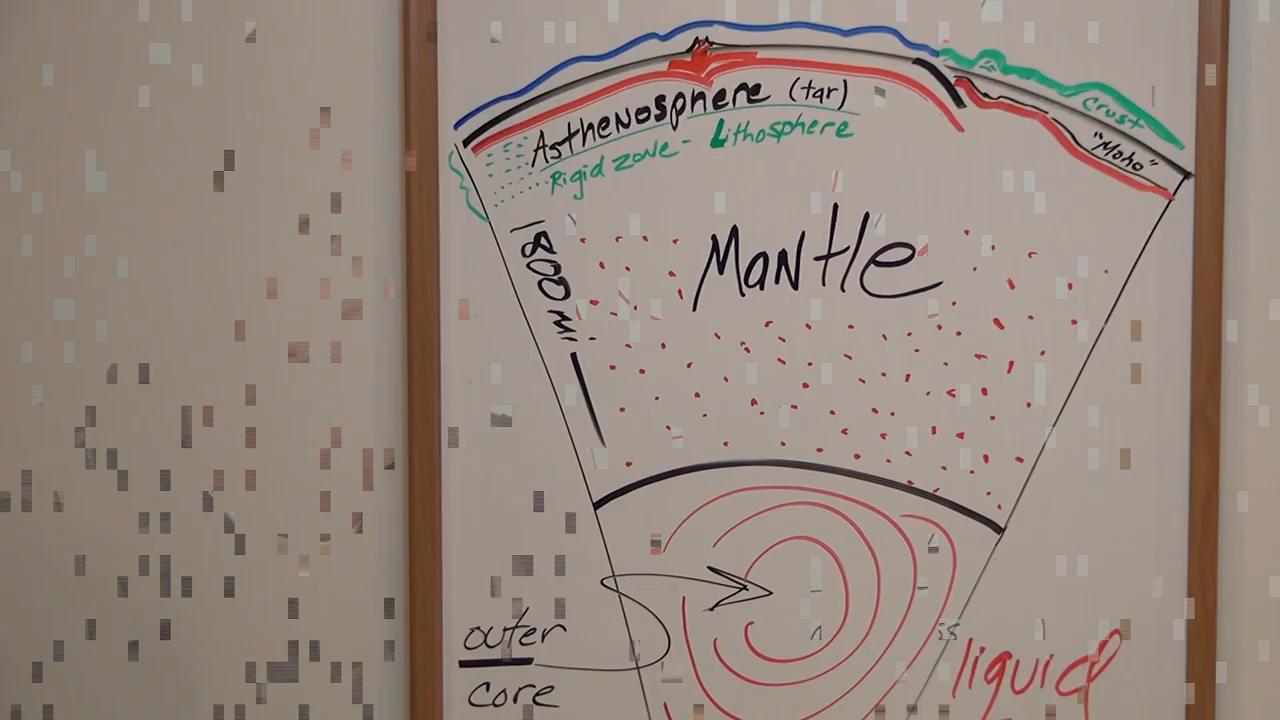 Asthenosphere (tar)
Rigid zone - Lithosphere
Crust
"Moho"
1800 mi
Mantle
outer
core
liquid